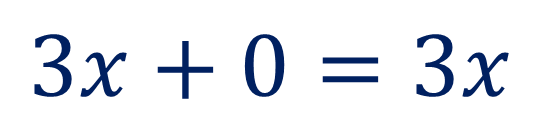 3x + 0 = 3x